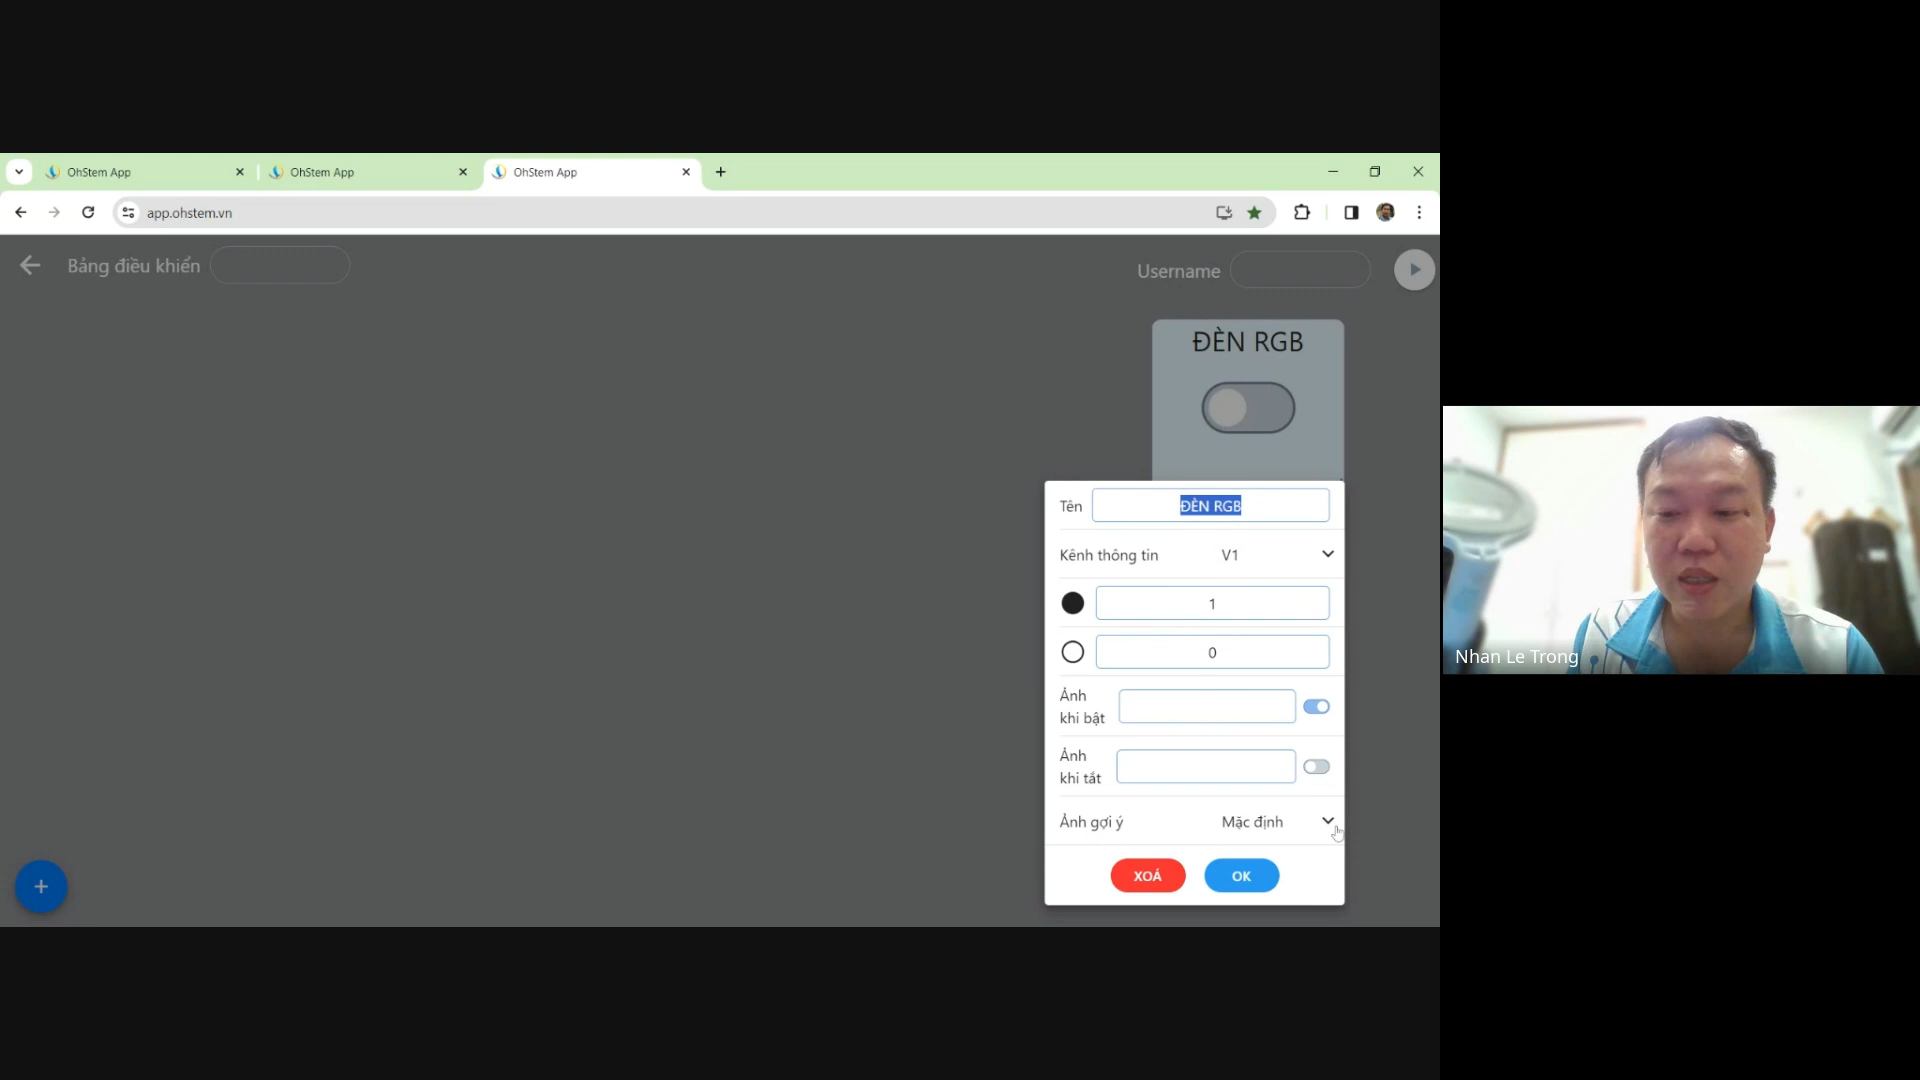 OhStem App
OhStem App
OhStem App
app.ohstem.vn
Bảng điều khiển
Username
ĐÈN RGB
Tên
ĐÈN RGB
Kênh thông tin
V1
1
0
Ảnh
khi bật
Ảnh
khi tắt
Ảnh gợi ý
Mặc định
XOÁ
OK
Nhan Le Trong